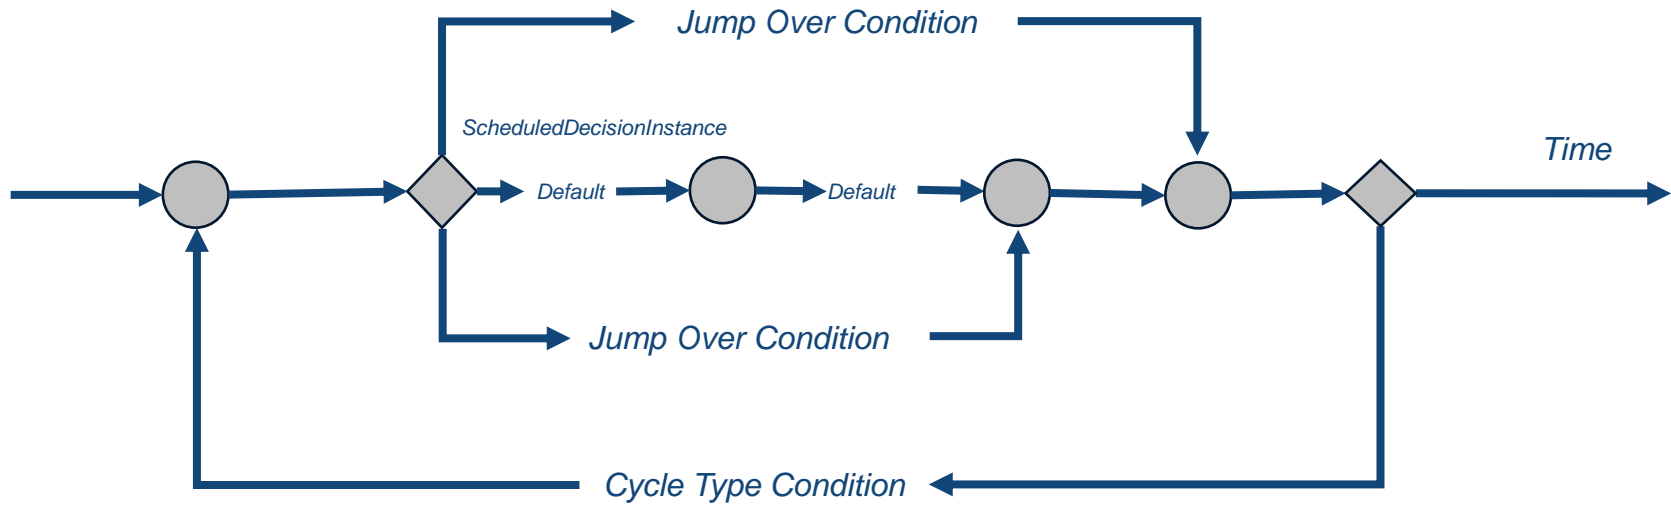 Jump Over Condition
ScheduledDecisionInstance
Time
Default
Default
Jump Over Condition
Cycle Type Condition